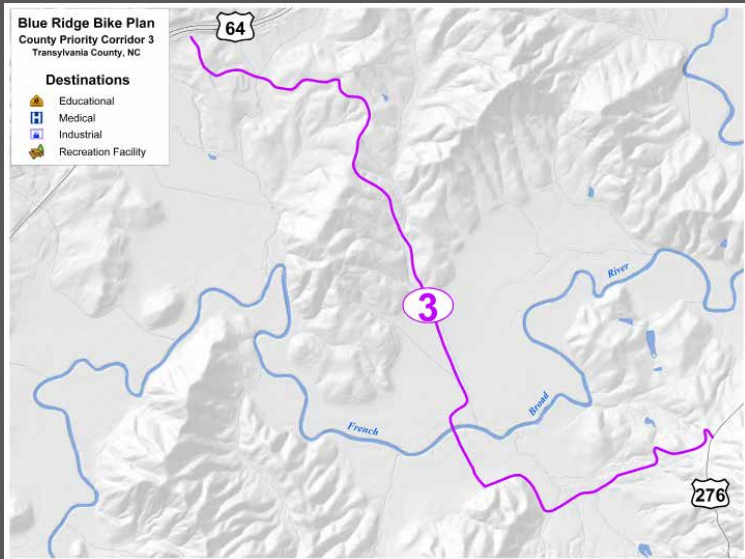 Blue Ridge Bike Plan
County Priority Corridor 3
Transylvania County, NC
Destinations
Educational
H Medical
Industrial
Recreation Facility
64
River
3
Broad
French
276